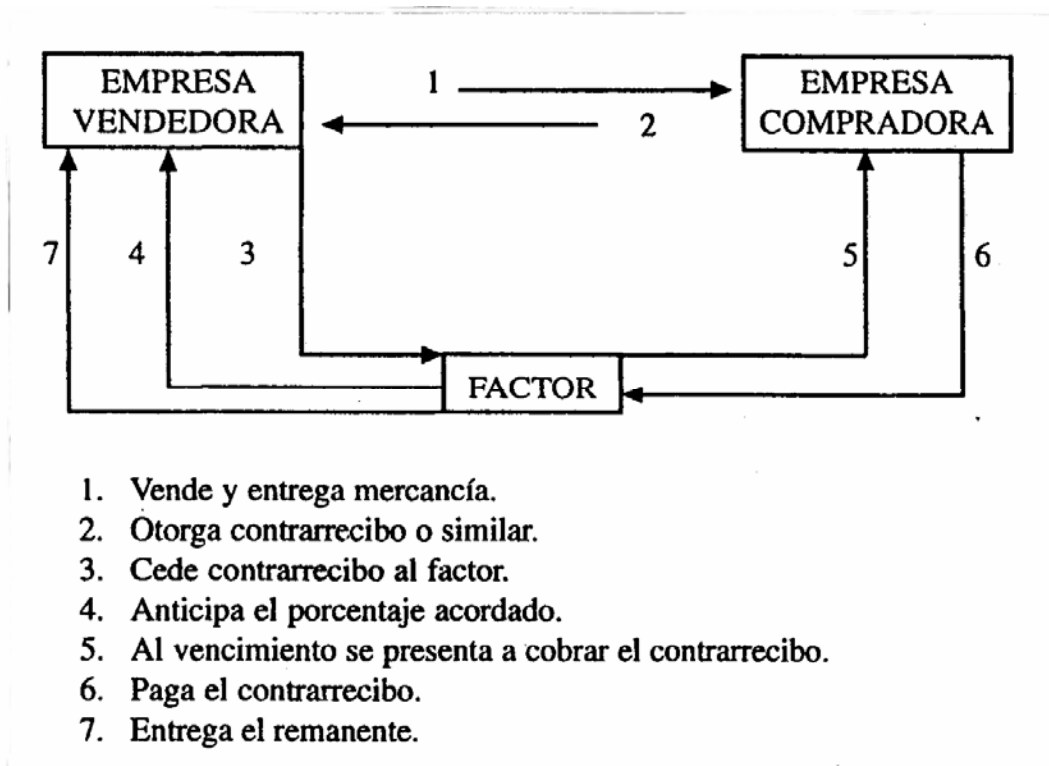 EMPRESA
VENDEDORA
1
2
EMPRESA
COMPRADORA
7
4
3
5
6
FACTOR
1. Vende y entrega mercancía.
2. Otorga contrarrecibo o similar.
3. Cede contrarrecibo al factor.
4. Anticipa el porcentaje acordado.
5. Al vencimiento se presenta a cobrar el contrarrecibo.
6. Paga el contrarrecibo.
7. Entrega el remanente.